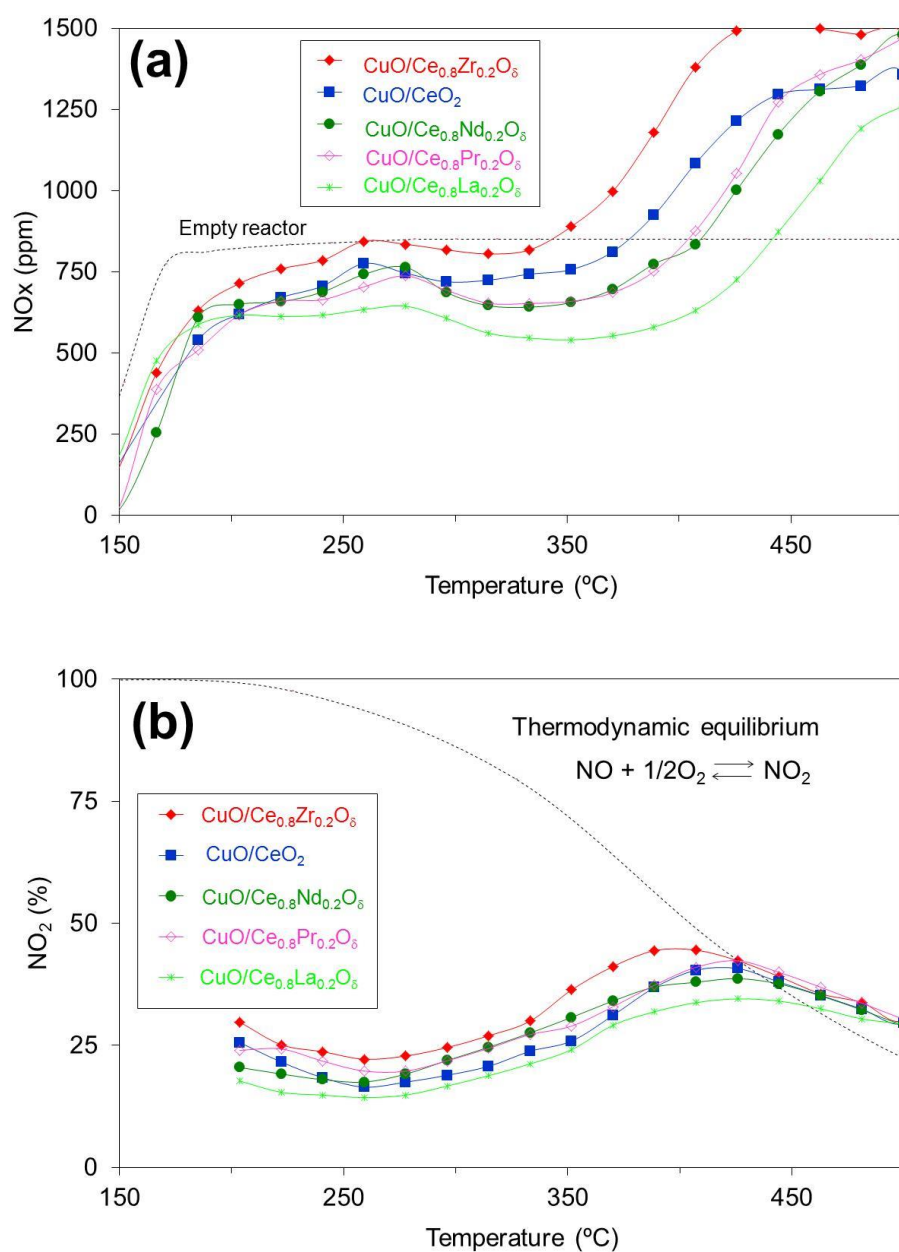 (a)
CuO/Ce0.8Zr0.2Oδ
CuO/CeO2
CuO/Ce0.8Nd0.2Oδ
CuO/Ce0.8Pr0.2Oδ
CuO/Ce0.8La0.2Oδ
Empty reactor
NOx (ppm)
1500
1250
1000
750
500
250
0
150
250
350
450
Temperature (ºC)
(b)
Thermodynamic equilibrium
NO + 1/2O2 ⇄ NO2
CuO/Ce0.8Zr0.2Oδ
CuO/CeO2
CuO/Ce0.8Nd0.2Oδ
CuO/Ce0.8Pr0.2Oδ
CuO/Ce0.8La0.2Oδ
NO2 (%)
100
75
50
25
0
150
250
350
450
Temperature (ºC)